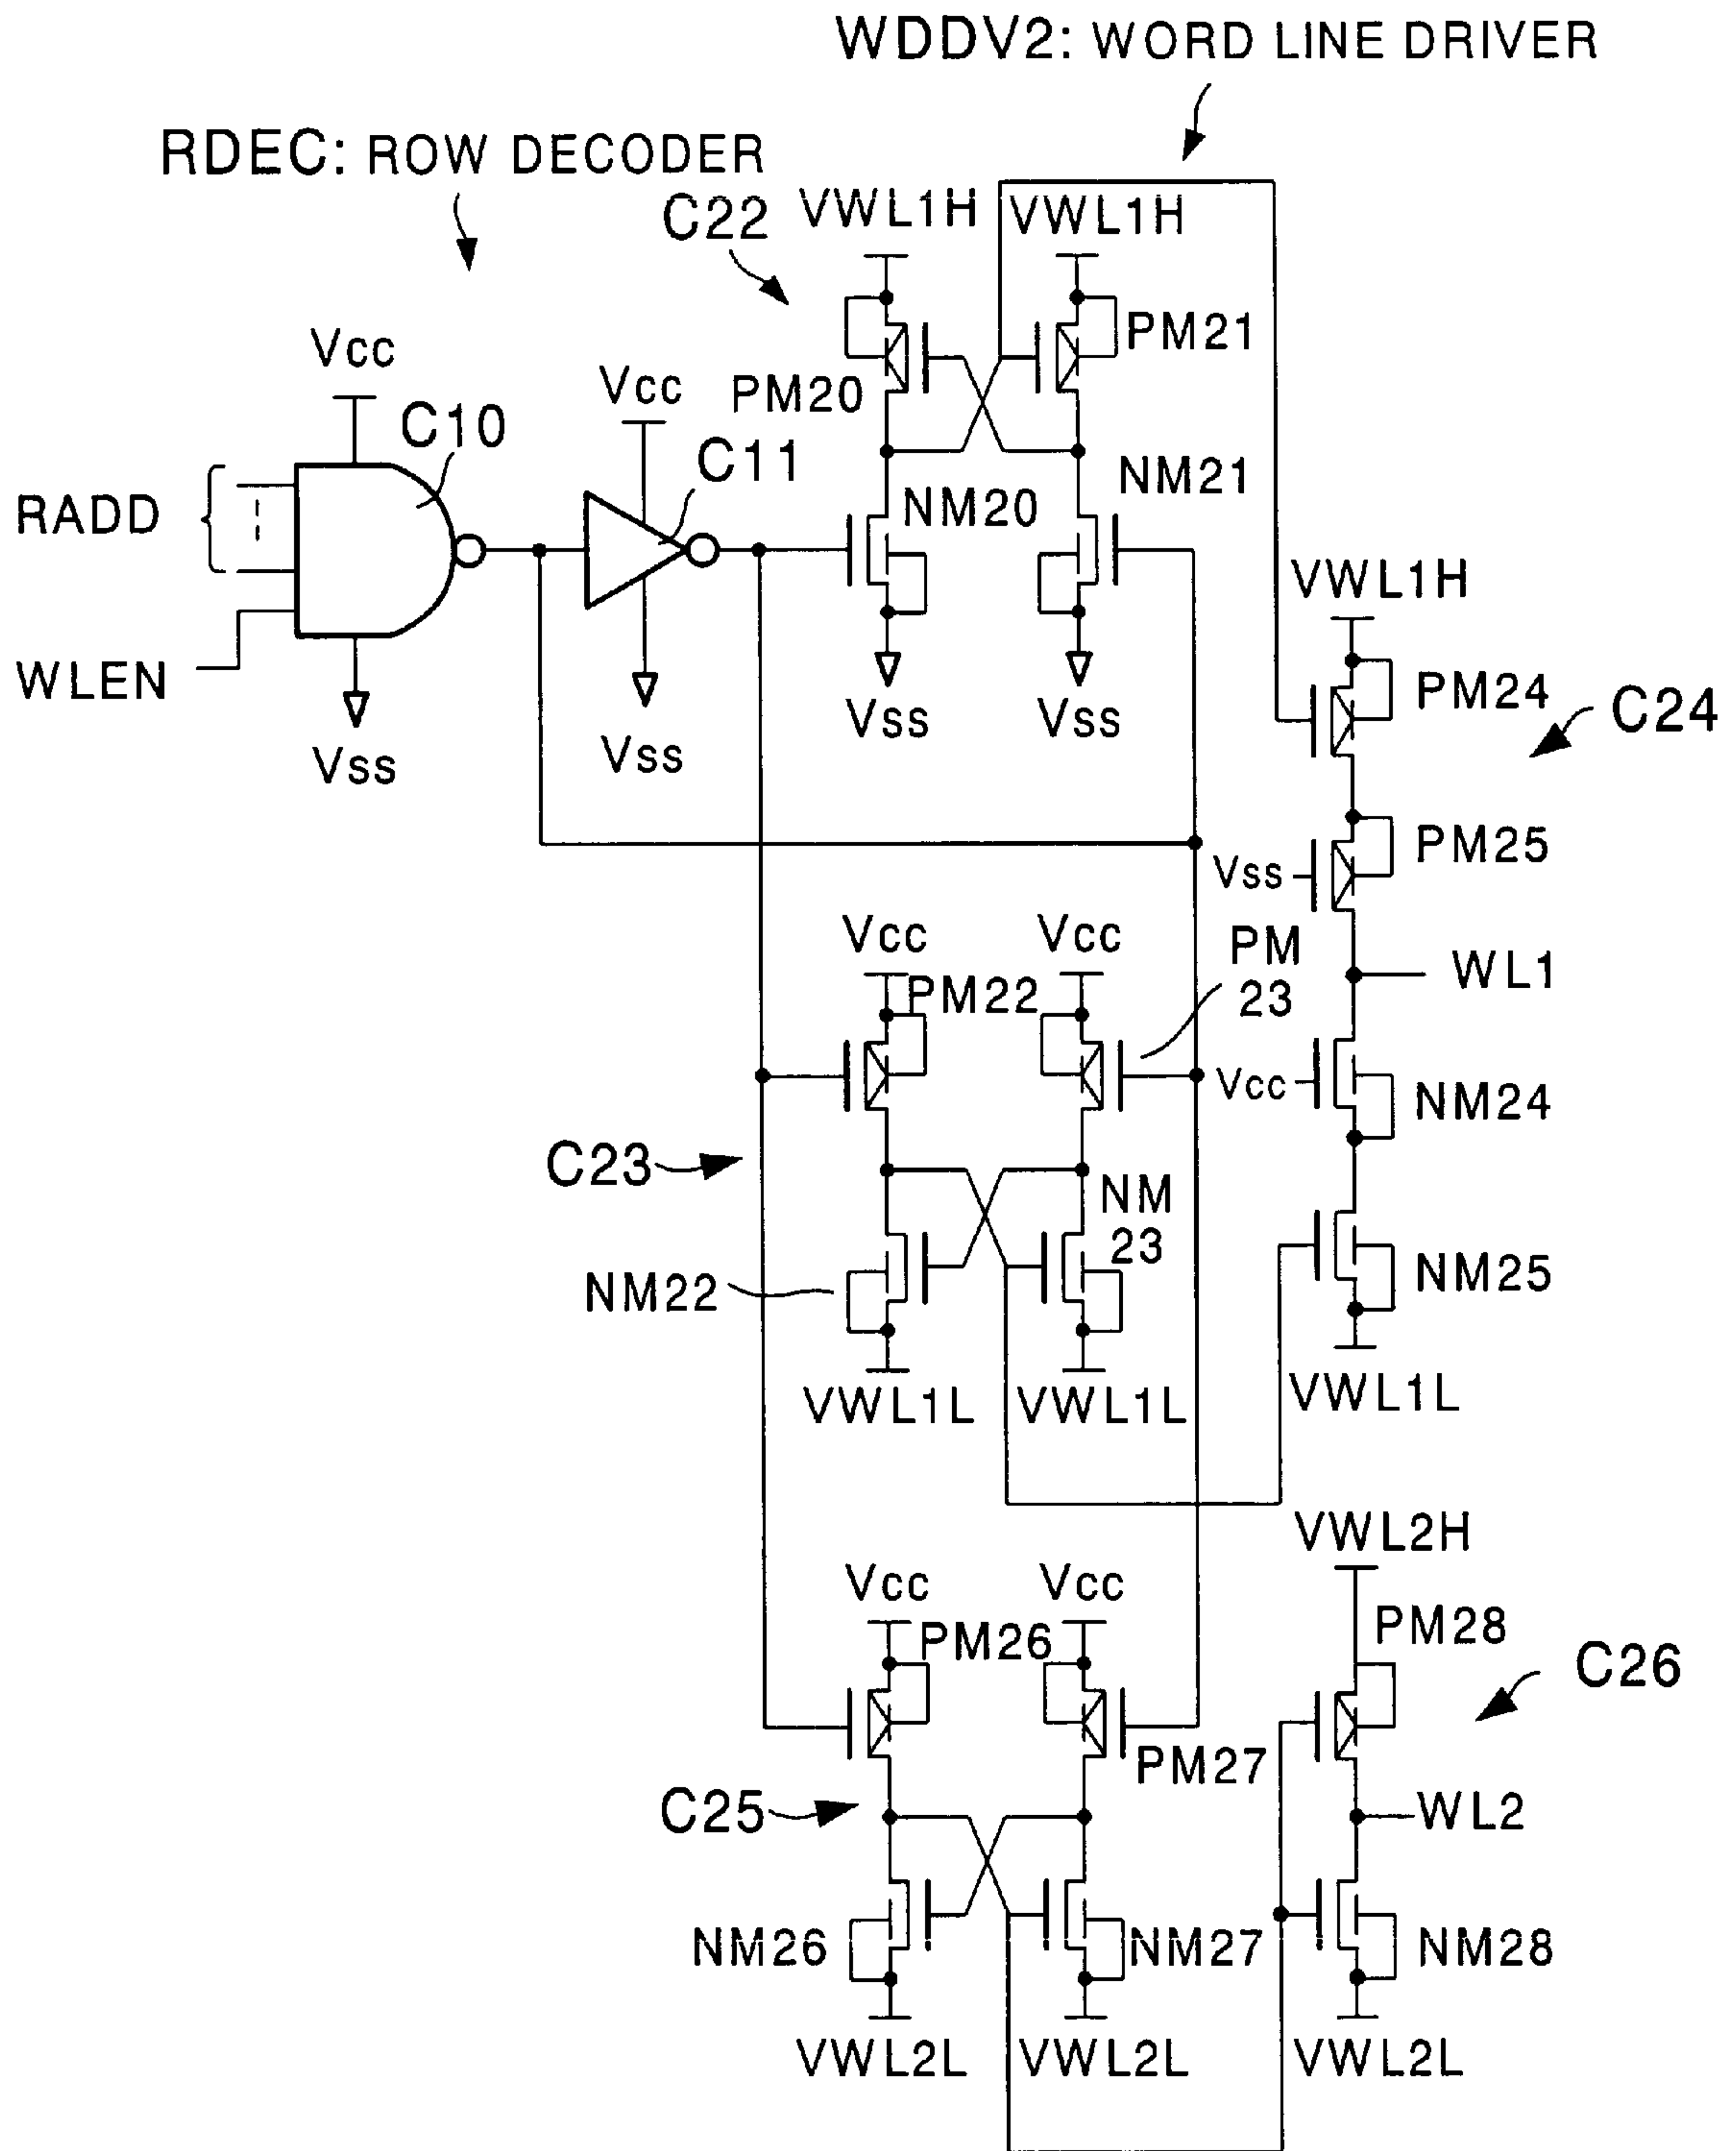 WDDV2: WORD LINE DRIVER
RDEC: ROW DECODER
C22
VWL1H
VWL1H
PM21
Vcc
Vcc
PM20
C10
C11
NM21
RADD
NM20
VWL1H
WLEN
Vss
Vss
Vss
Vss
PM24
C24
PM25
Vss
Vcc
Vcc
PM
23
PM22
WL1
Vcc
NM24
C23
NM
23
NM22
NM25
VWL1L
VWL1L
VWL1L
VWL2H
Vcc
Vcc
PM26
PM28
C26
PM27
C25
WL2
NM26
NM27
NM28
VWL2L
VWL2L
VWL2L